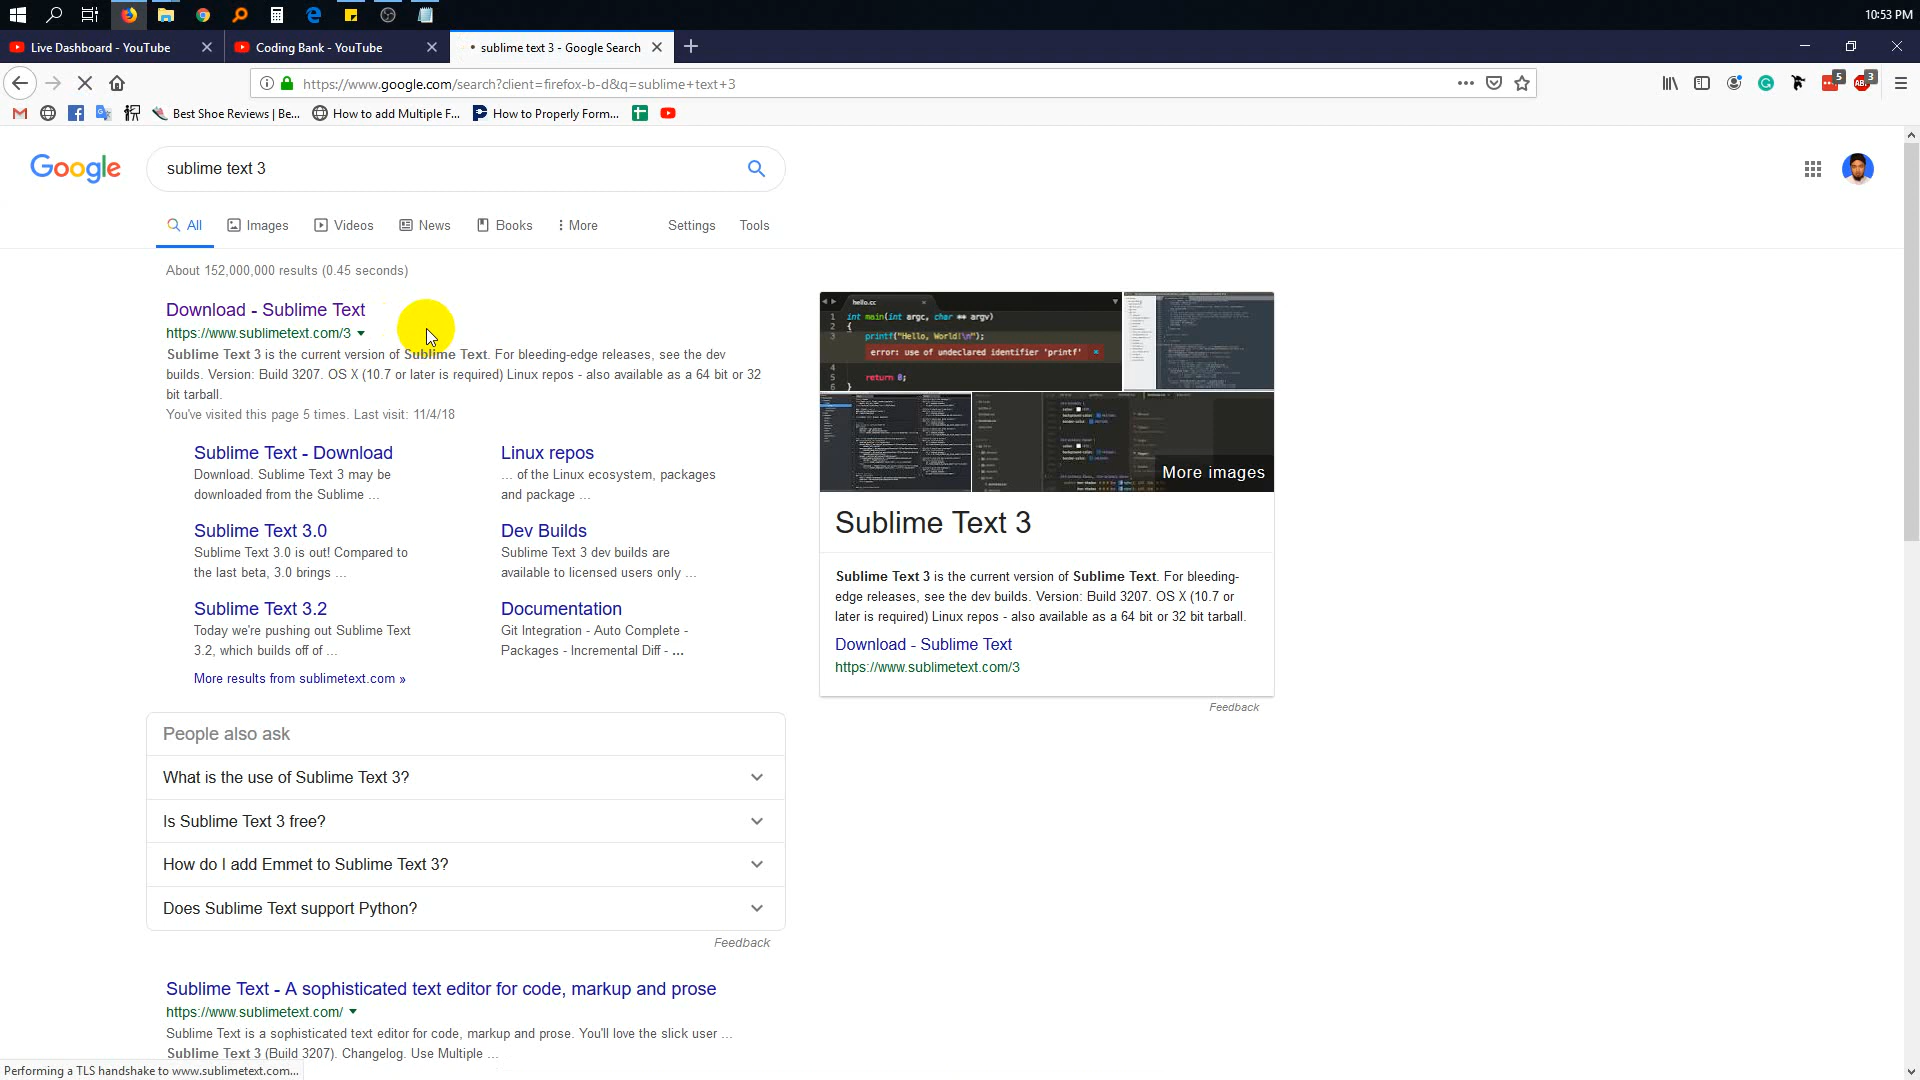 10:53 PM
Live Dashboard - YouTube
Coding Bank - YouTube
sublime text 3 - Google Search
https://www.google.com/search?client=firefox-b-d&q=sublime+text+3
5
3
Best Shoe Reviews | Be...
How to add Multiple F...
How to Properly Form...
Google
sublime text 3
All
Images
Videos
News
Books
More
Settings
Tools
About 152,000,000 results (0.45 seconds)
Download - Sublime Text
https://www.sublimetext.com/3
Sublime Text 3 is the current version of Sublime Text. For bleeding-edge releases, see the dev
builds. Version: Build 3207. OS X (10.7 or later is required) Linux repos - also available as a 64 bit or 32
bit tarball.
You've visited this page 5 times. Last visit: 11/4/18
Sublime Text - Download
Download. Sublime Text 3 may be
downloaded from the Sublime ...
Linux repos
... of the Linux ecosystem, packages
and package ...
Sublime Text 3.0
Sublime Text 3.0 is out! Compared to
the last beta, 3.0 brings ...
Dev Builds
Sublime Text 3 dev builds are
available to licensed users only ...
Sublime Text 3.2
Today we're pushing out Sublime Text
3.2, which builds off of ...
Documentation
Git Integration - Auto Complete -
Packages - Incremental Diff - ...
More results from sublimetext.com »
People also ask
What is the use of Sublime Text 3?
Is Sublime Text 3 free?
How do I add Emmet to Sublime Text 3?
Does Sublime Text support Python?
Feedback
Sublime Text - A sophisticated text editor for code, markup and prose
https://www.sublimetext.com/
Sublime Text is a sophisticated text editor for code, markup and prose. You'll love the slick user ...
Sublime Text 3 (Build 3207). Changelog. Use Multiple ...
hello.cc
1 int main(int argc, char ** argv)
2 {
3 printf("Hello, World!\n");
error: use of undeclared identifier 'printf'
4
5 return 0;
6 }
More images
Sublime Text 3
Sublime Text 3 is the current version of Sublime Text. For bleeding-
edge releases, see the dev builds. Version: Build 3207. OS X (10.7 or
later is required) Linux repos - also available as a 64 bit or 32 bit tarball.
Download - Sublime Text
https://www.sublimetext.com/3
Feedback
Performing a TLS handshake to www.sublimetext.com...